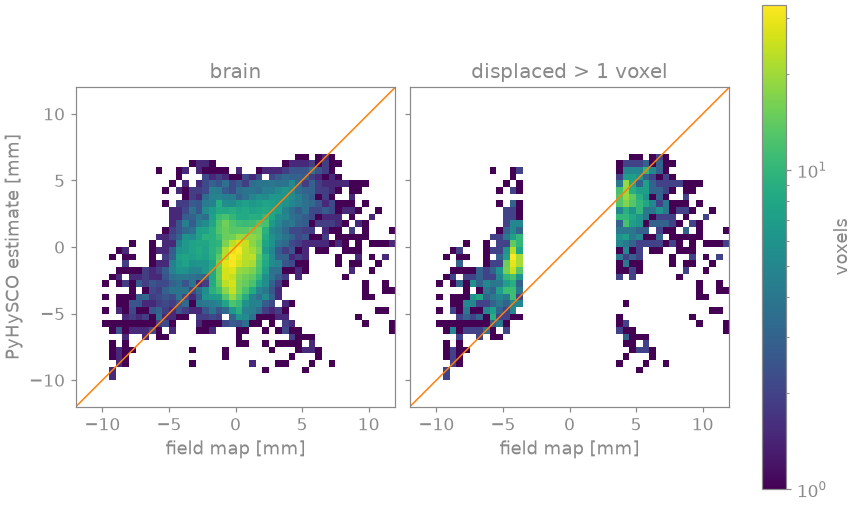 brain
displaced > 1 voxel
PyHySCO estimate [mm]
10
5
0
−5
−10
−10 −5 0 5 10
−10 −5 0 5 10
field map [mm]
field map [mm]
10¹
10⁰
voxels